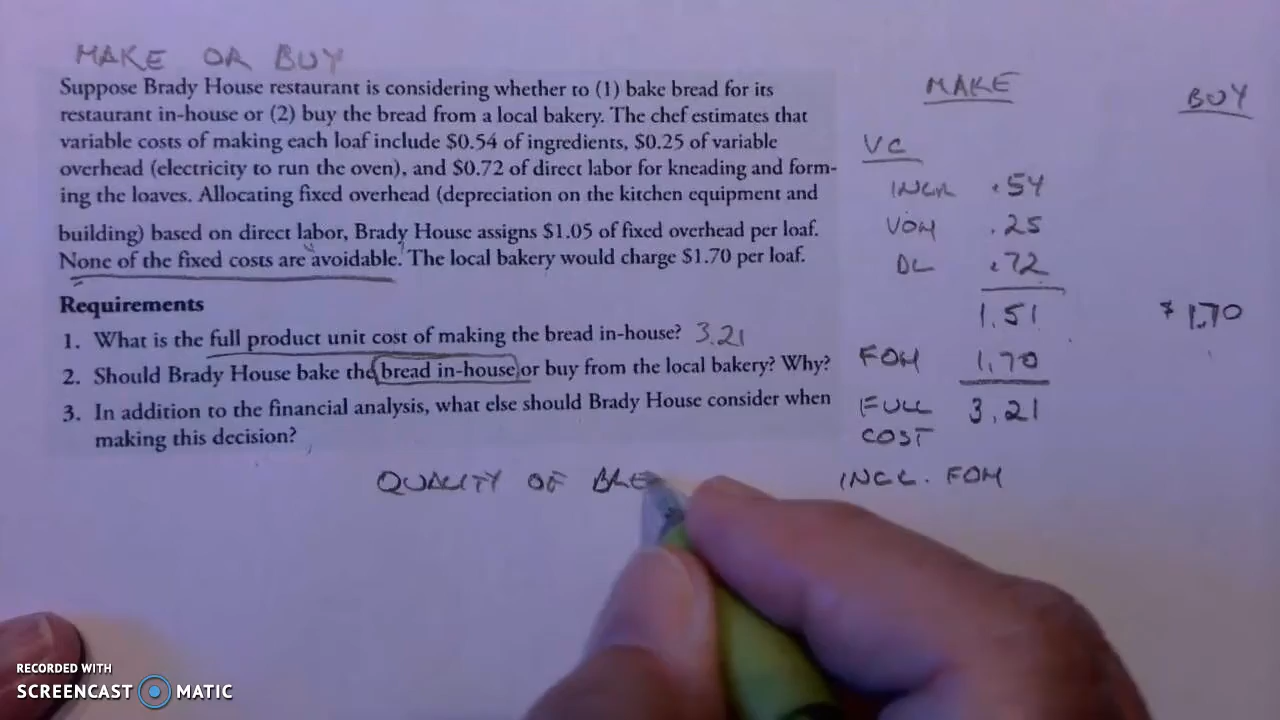 MAKE OR BUY
Suppose Brady House restaurant is considering whether to (1) bake bread for its
restaurant in-house or (2) buy the bread from a local bakery. The chef estimates that
variable costs of making each loaf include $0.54 of ingredients, $0.25 of variable
overhead (electricity to run the oven), and $0.72 of direct labor for kneading and form-
ing the loaves. Allocating fixed overhead (depreciation on the kitchen equipment and
building) based on direct labor, Brady House assigns $1.05 of fixed overhead per loaf.
None of the fixed costs are avoidable. The local bakery would charge $1.70 per loaf.
Requirements
1. What is the full product unit cost of making the bread in-house? 3.21
2. Should Brady House bake the bread in-house or buy from the local bakery? Why?
3. In addition to the financial analysis, what else should Brady House consider when
making this decision?
QUALITY OF BRE
MAKE BUY
VC
INGR .54
VOH .25
DL .72
1.51 $1.70
FOH 1.70
FULL 3.21
COST
INCL. FOH
RECORDED WITH
SCREENCAST MATIC